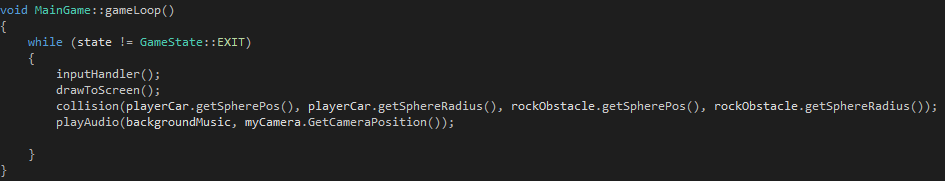 void MainGame::gameLoop()
{
    while (state != GameState::EXIT)
    {
        inputHandler();
        drawToScreen();
        collision(playerCar.getSpherePos(), playerCar.getSphereRadius(), rockObstacle.getSpherePos(), rockObstacle.getSphereRadius());
        playAudio(backgroundMusic, myCamera.GetCameraPosition());
    }
}